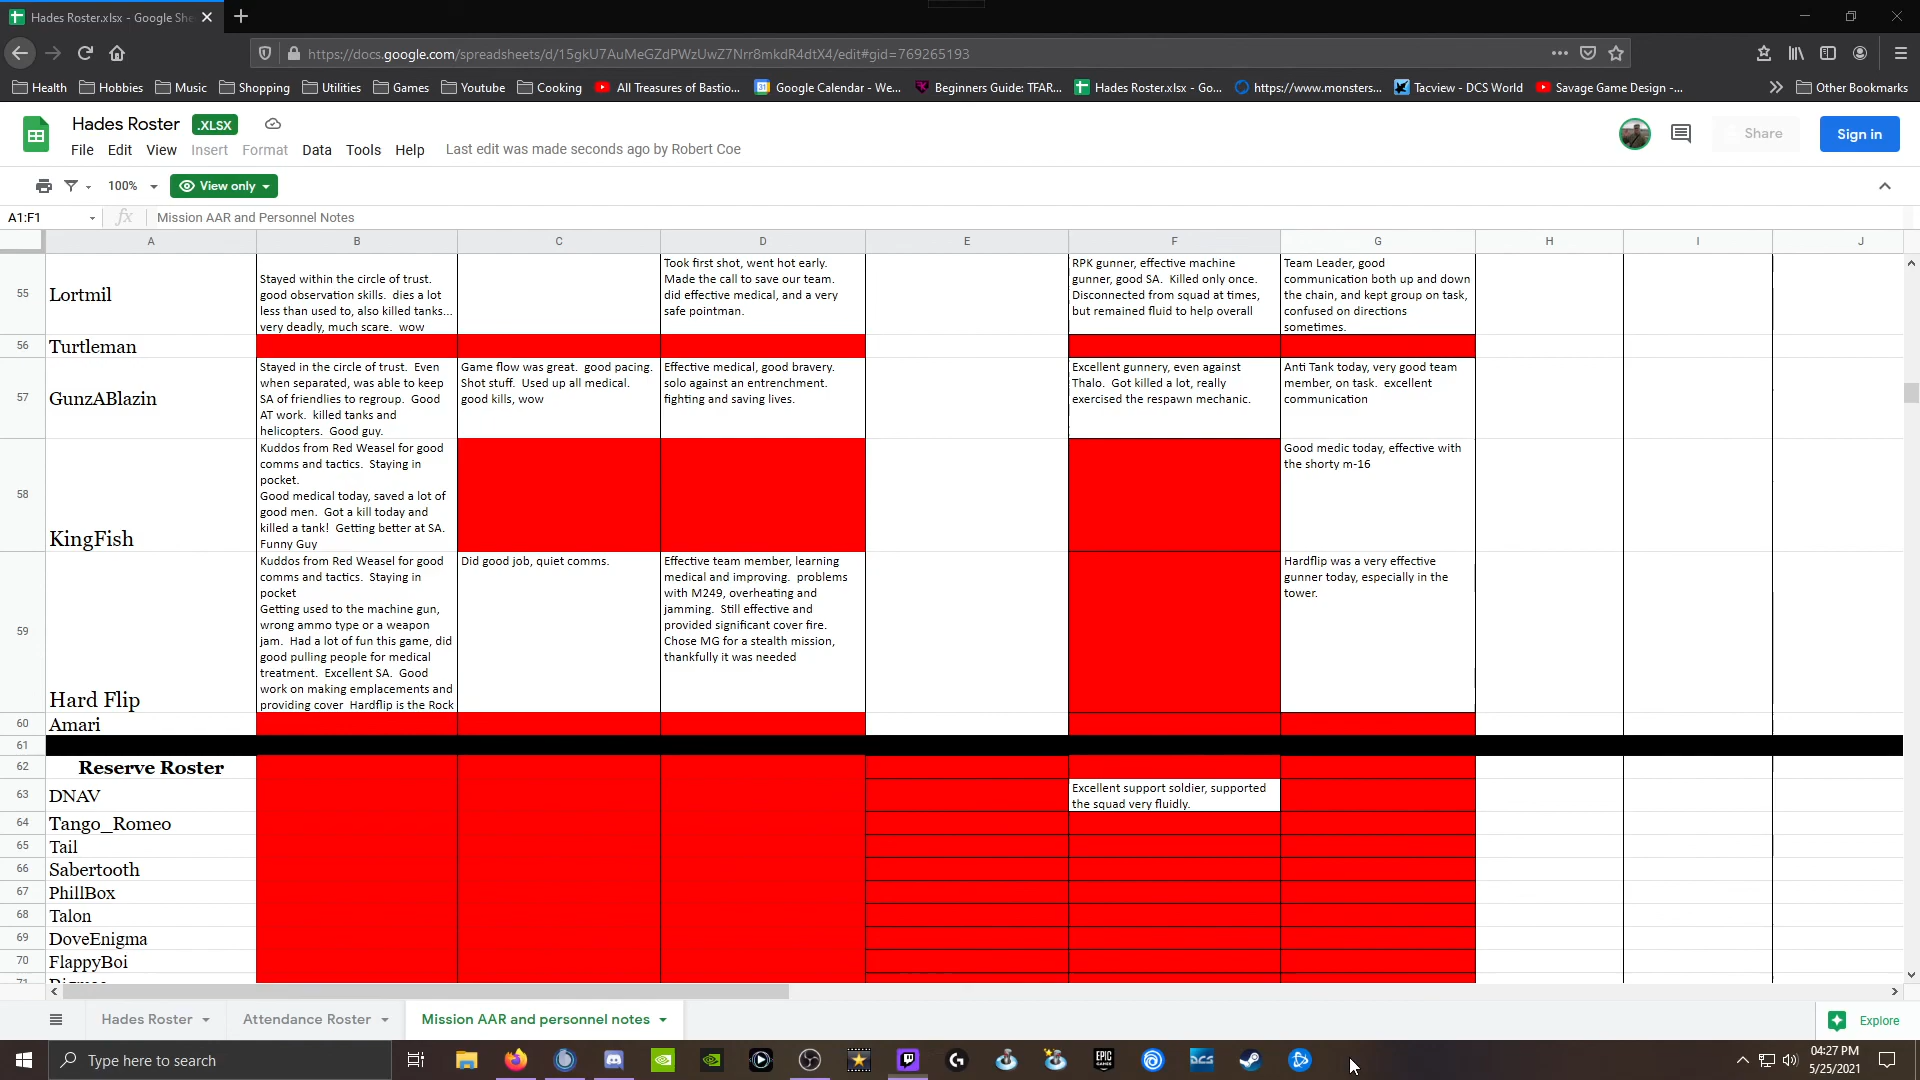 Hades Roster.xlsx - Google She
https://docs.google.com/spreadsheets/d/15gkU7AuMeGZdPWzUwZ7Nrr8mkdR4dtX4/edit#gid=769265193
Health Hobbies Music Shopping Utilities Games Youtube Cooking All Treasures of Bastio... Google Calendar - We... Beginners Guide: TFAR... Hades Roster.xlsx - Go... https://www.monsters... Tacview - DCS World Savage Game Design -... Other Bookmarks
Hades Roster .XLSX
Share
Sign in
File Edit View Insert Format Data Tools Help Last edit was made seconds ago by Robert Coe
100% View only
A1:F1 fx Mission AAR and Personnel Notes
A B C D E F G H I J
55 Lortmil
Stayed within the circle of trust.
good observation skills. dies a lot
less than used to, also killed tanks...
very deadly, much scare. wow
Took first shot, went hot early.
Made the call to save our team.
did effective medical, and a very
safe pointman.
RPK gunner, effective machine
gunner, good SA. Killed only once.
Disconnected from squad at times,
but remained fluid to help overall
Team Leader, good
communication both up and down
the chain, and kept group on task,
confused on directions
sometimes.
56 Turtleman
57 GunzABlazin
Stayed in the circle of trust. Even
when separated, was able to keep
SA of friendlies to regroup. Good
AT work. killed tanks and
helicopters. Good guy.
Game flow was great. good pacing.
Shot stuff. Used up all medical.
good kills, wow
Effective medical, good bravery.
solo against an entrenchment.
fighting and saving lives.
Excellent gunnery, even against
Thalo. Got killed a lot, really
exercised the respawn mechanic.
Anti Tank today, very good team
member, on task. excellent
communication
58 KingFish
Kuddos from Red Weasel for good
comms and tactics. Staying in
pocket.
Good medical today, saved a lot of
good men. Got a kill today and
killed a tank! Getting better at SA.
Funny Guy
Good medic today, effective with
the shorty m-16
59 Hard Flip
Kuddos from Red Weasel for good
comms and tactics. Staying in
pocket
Getting used to the machine gun,
wrong ammo type or a weapon
jam. Had a lot of fun this game, did
good pulling people for medical
treatment. Excellent SA. Good
work on making emplacements and
providing cover Hardflip is the Rock
Did good job, quiet comms.
Effective team member, learning
medical and improving. problems
with M249, overheating and
jamming. Still effective and
provided significant cover fire.
Chose MG for a stealth mission,
thankfully it was needed
Hardflip was a very effective
gunner today, especially in the
tower.
60 Amari
61
62 Reserve Roster
63 DNAV
Excellent support soldier, supported
the squad very fluidly.
64 Tango_Romeo
65 Tail
66 Sabertooth
67 PhillBox
68 Talon
69 DoveEnigma
70 FlappyBoi
Hades Roster Attendance Roster Mission AAR and personnel notes
Explore
Type here to search
EPIC GAMES
DCS
04:27 PM
5/25/2021